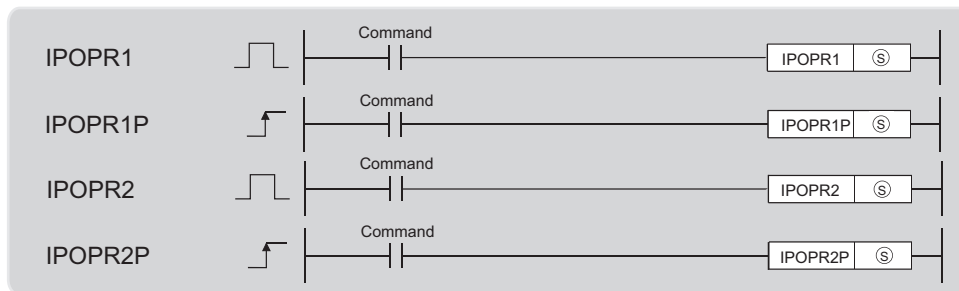 Command
IPOPR1 IPOPR1 Ⓢ
Command
IPOPR1P IPOPR1P Ⓢ
Command
IPOPR2 IPOPR2 Ⓢ
Command
IPOPR2P IPOPR2P Ⓢ